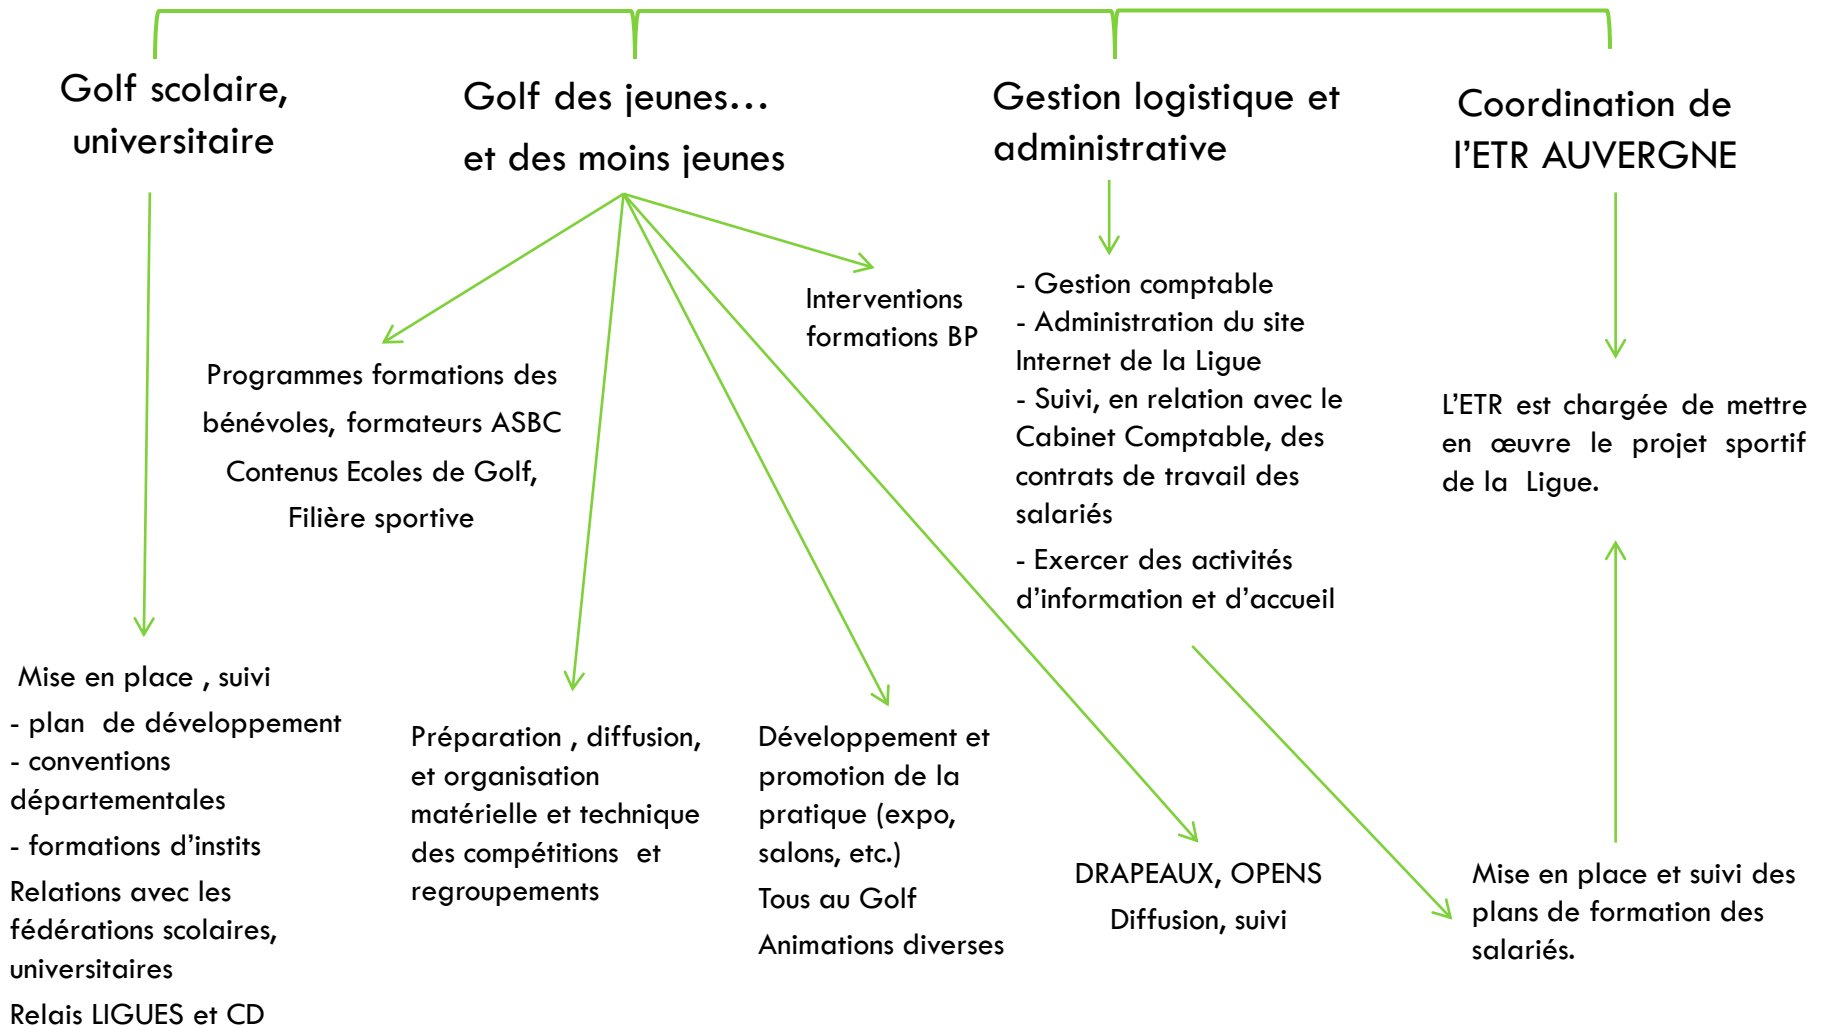 Golf scolaire,
universitaire
Golf des jeunes…
et des moins jeunes
Gestion logistique et
administrative
Coordination de
l’ETR AUVERGNE
Interventions
formations BP
- Gestion comptable
- Administration du site
Internet de la Ligue
- Suivi, en relation avec le
Cabinet Comptable, des
contrats de travail des
salariés
- Exercer des activités
d’information et d’accueil
Programmes formations des
bénévoles, formateurs ASBC
Contenus Ecoles de Golf,
Filière sportive
L’ETR est chargée de mettre
en œuvre le projet sportif
de la Ligue.
Mise en place , suivi
- plan de développement
- conventions
départementales
- formations d’instits
Relations avec les
fédérations scolaires,
universitaires
Relais LIGUES et CD
Préparation , diffusion,
et organisation
matérielle et technique
des compétitions et
regroupements
Développement et
promotion de la
pratique (expo,
salons, etc.)
Tous au Golf
Animations diverses
DRAPEAUX, OPENS
Diffusion, suivi
Mise en place et suivi des
plans de formation des
salariés.